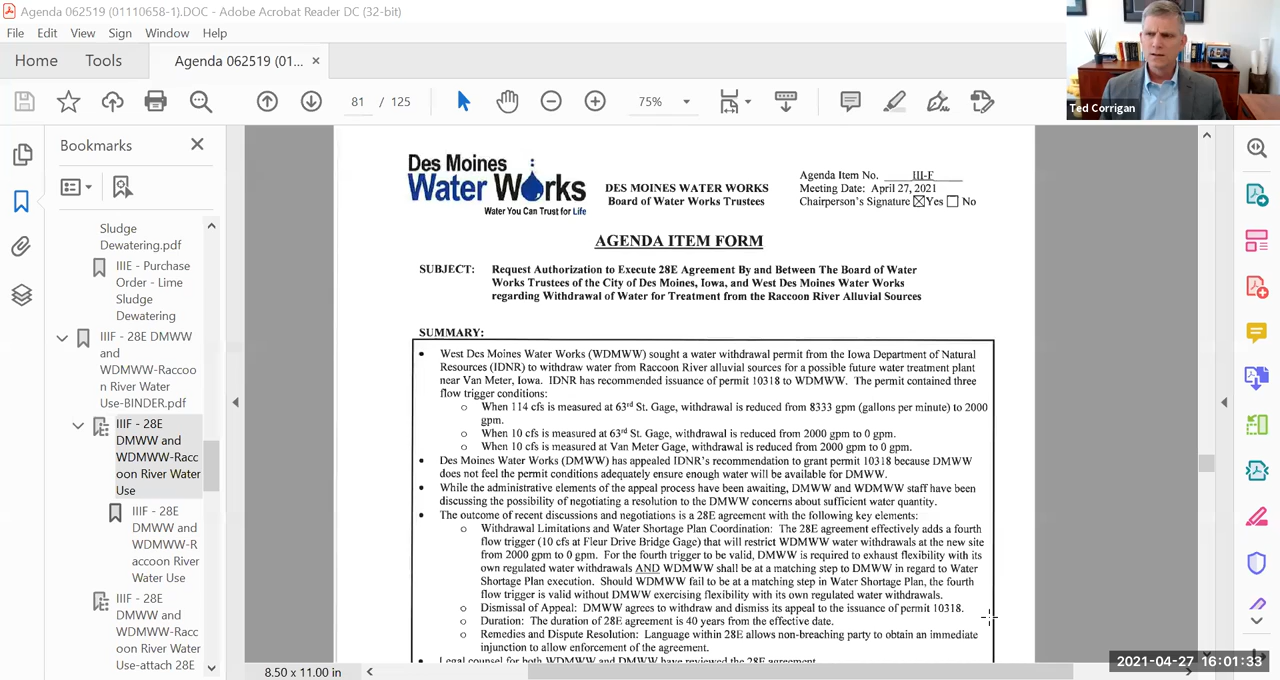 Agenda 062519 (01110658-1).DOC - Adobe Acrobat Reader DC (32-bit)
File Edit View Sign Window Help
Home Tools Agenda 062519 (01... ×
81 / 125 75%
Ted Corrigan
Bookmarks
Sludge
Dewatering.pdf
IIIE - Purchase
Order - Lime
Sludge
Dewatering
IIIF - 28E DMWW
and
WDMWW-Raccoo
n River Water
Use-BINDER.pdf
IIIF - 28E
DMWW and
WDMWW-Racc
oon River Water
Use
IIIF - 28E
DMWW and
WDMWW-R
accoon River
Water Use
IIIF - 28E
DMWW and
WDMWW-Racc
oon River Water
Use-attach 28E
Des Moines
Water Works
Water You Can Trust for Life
DES MOINES WATER WORKS
Board of Water Works Trustees
Agenda Item No. III-F
Meeting Date: April 27, 2021
Chairperson's Signature ☒Yes ☐ No
AGENDA ITEM FORM
SUBJECT: Request Authorization to Execute 28E Agreement By and Between The Board of Water
Works Trustees of the City of Des Moines, Iowa, and West Des Moines Water Works
regarding Withdrawal of Water for Treatment from the Raccoon River Alluvial Sources
SUMMARY:
• West Des Moines Water Works (WDMWW) sought a water withdrawal permit from the Iowa Department of Natural
Resources (IDNR) to withdraw water from Raccoon River alluvial sources for a possible future water treatment plant
near Van Meter, Iowa. IDNR has recommended issuance of permit 10318 to WDMWW. The permit contained three
flow trigger conditions:
o When 114 cfs is measured at 63rd St. Gage, withdrawal is reduced from 8333 gpm (gallons per minute) to 2000
gpm.
o When 10 cfs is measured at 63rd St. Gage, withdrawal is reduced from 2000 gpm to 0 gpm.
o When 10 cfs is measured at Van Meter Gage, withdrawal is reduced from 2000 gpm to 0 gpm.
• Des Moines Water Works (DMWW) has appealed IDNR's recommendation to grant permit 10318 because DMWW
does not feel the permit conditions adequately ensure enough water will be available for DMWW.
• While the administrative elements of the appeal process have been awaiting, DMWW and WDMWW staff have been
discussing the possibility of negotiating a resolution to the DMWW concerns about sufficient water quantity.
• The outcome of recent discussions and negotiations is a 28E agreement with the following key elements:
o Withdrawal Limitations and Water Shortage Plan Coordination: The 28E agreement effectively adds a fourth
flow trigger (10 cfs at Fleur Drive Bridge Gage) that will restrict WDMWW water withdrawals at the new site
from 2000 gpm to 0 gpm. For the fourth trigger to be valid, DMWW is required to exhaust flexibility with its
own regulated water withdrawals AND WDMWW shall be at a matching step to DMWW in regard to Water
Shortage Plan execution. Should WDMWW fail to be at a matching step in Water Shortage Plan, the fourth
flow trigger is valid without DMWW exercising flexibility with its own regulated water withdrawals.
o Dismissal of Appeal: DMWW agrees to withdraw and dismiss its appeal to the issuance of permit 10318.
o Duration: The duration of 28E agreement is 40 years from the effective date.
o Remedies and Dispute Resolution: Language within 28E allows non-breaching party to obtain an immediate
injunction to allow enforcement of the agreement.
• Legal counsel for both WDMWW and DMWW have reviewed the 28E agreement.
8.50 x 11.00 in
2021-04-27 16:01:33